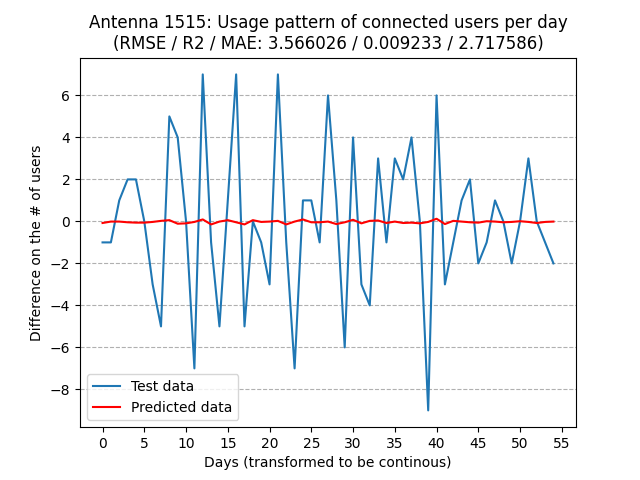 Antenna 1515: Usage pattern of connected users per day
(RMSE / R2 / MAE: 3.566026 / 0.009233 / 2.717586)
Difference on the # of users
6
4
2
0
−2
−4
−6
−8
Test data
Predicted data
0 5 10 15 20 25 30 35 40 45 50 55
Days (transformed to be continous)